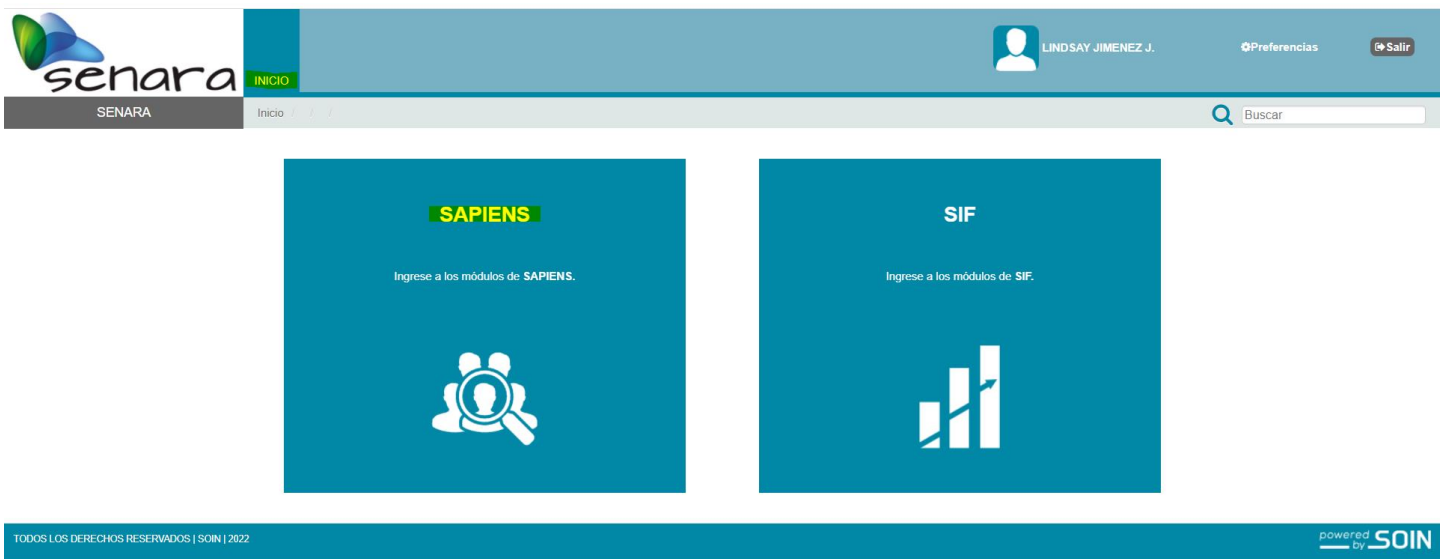 senara
INICIO
LINDSAY JIMENEZ J.
Preferencias
Salir
SENARA
Inicio / / /
Buscar
SAPIENS
Ingrese a los módulos de SAPIENS.
SIF
Ingrese a los módulos de SIF.
TODOS LOS DERECHOS RESERVADOS | SOIN | 2022
powered by SOIN